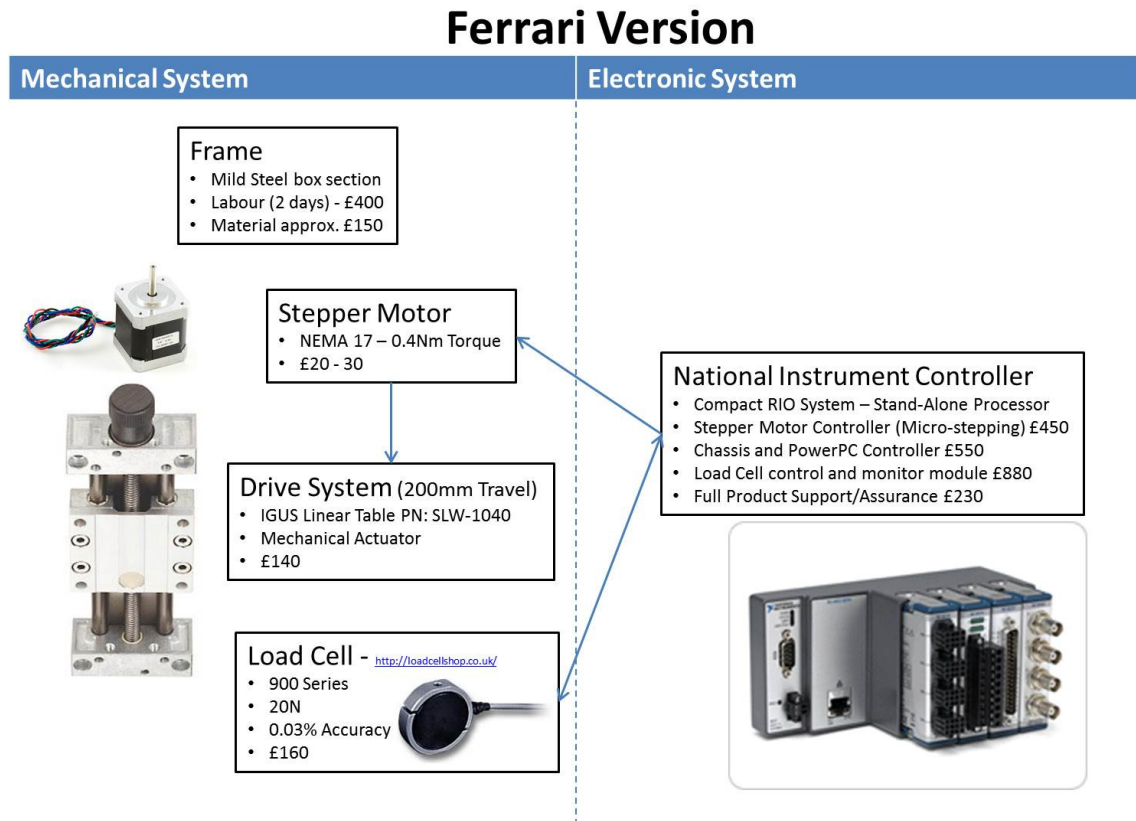 Ferrari Version
Mechanical System
Electronic System
Frame
• Mild Steel box section
• Labour (2 days) - £400
• Material approx. £150
Stepper Motor
• NEMA 17 – 0.4Nm Torque
• £20 - 30
National Instrument Controller
• Compact RIO System – Stand-Alone Processor
• Stepper Motor Controller (Micro-stepping) £450
• Chassis and PowerPC Controller £550
• Load Cell control and monitor module £880
• Full Product Support/Assurance £230
Drive System (200mm Travel)
• IGUS Linear Table PN: SLW-1040
• Mechanical Actuator
• £140
Load Cell - http://loadcellshop.co.uk/
• 900 Series
• 20N
• 0.03% Accuracy
• £160